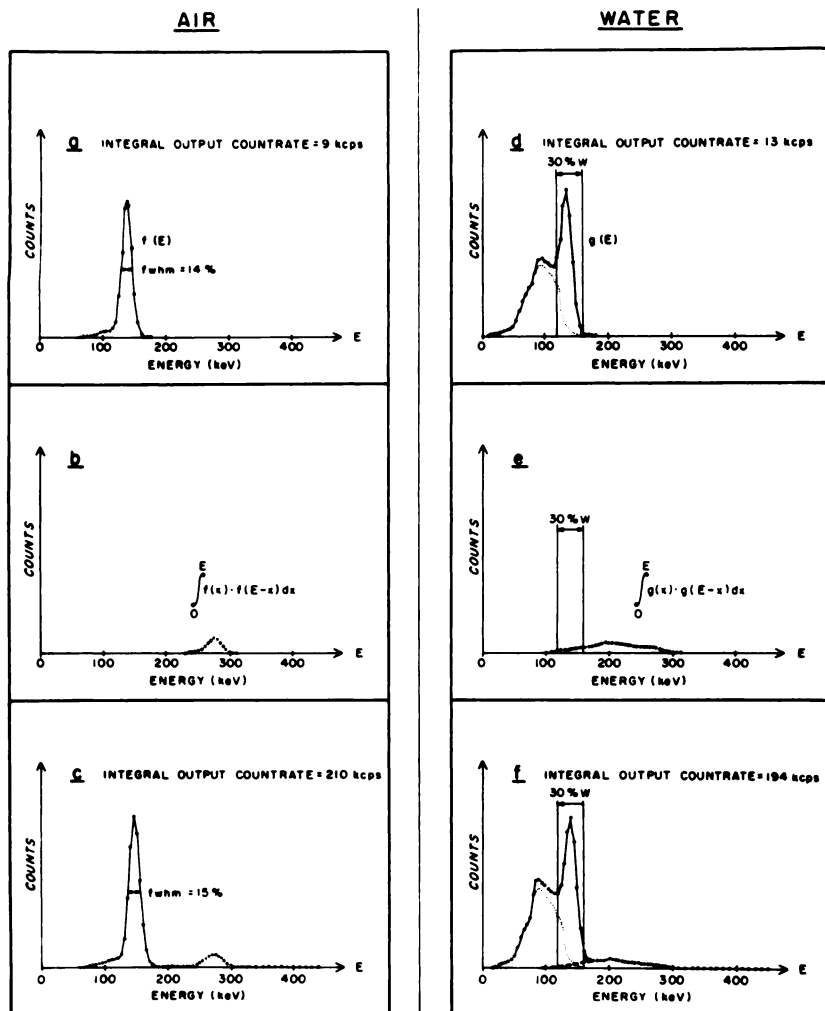 AIR
a INTEGRAL OUTPUT COUNTRATE = 9 kcps
COUNTS
f(E)
fwhm = 14 %
0 100 200 300 400 E
ENERGY (keV)
b
COUNTS
E
∫ f(x)·f(E-x)dx
0
0 100 200 300 400 E
ENERGY (keV)
c INTEGRAL OUTPUT COUNTRATE = 210 kcps
COUNTS
fwhm = 15 %
0 100 200 300 400 E
ENERGY (keV)
WATER
d INTEGRAL OUTPUT COUNTRATE = 13 kcps
30 % W
COUNTS
g(E)
0 100 200 300 400 E
ENERGY (keV)
e
30 % W
COUNTS
E
∫ g(x)·g(E-x)dx
0
0 100 200 300 400 E
ENERGY (keV)
f INTEGRAL OUTPUT COUNTRATE = 194 kcps
30 % W
COUNTS
0 100 200 300 400 E
ENERGY (keV)